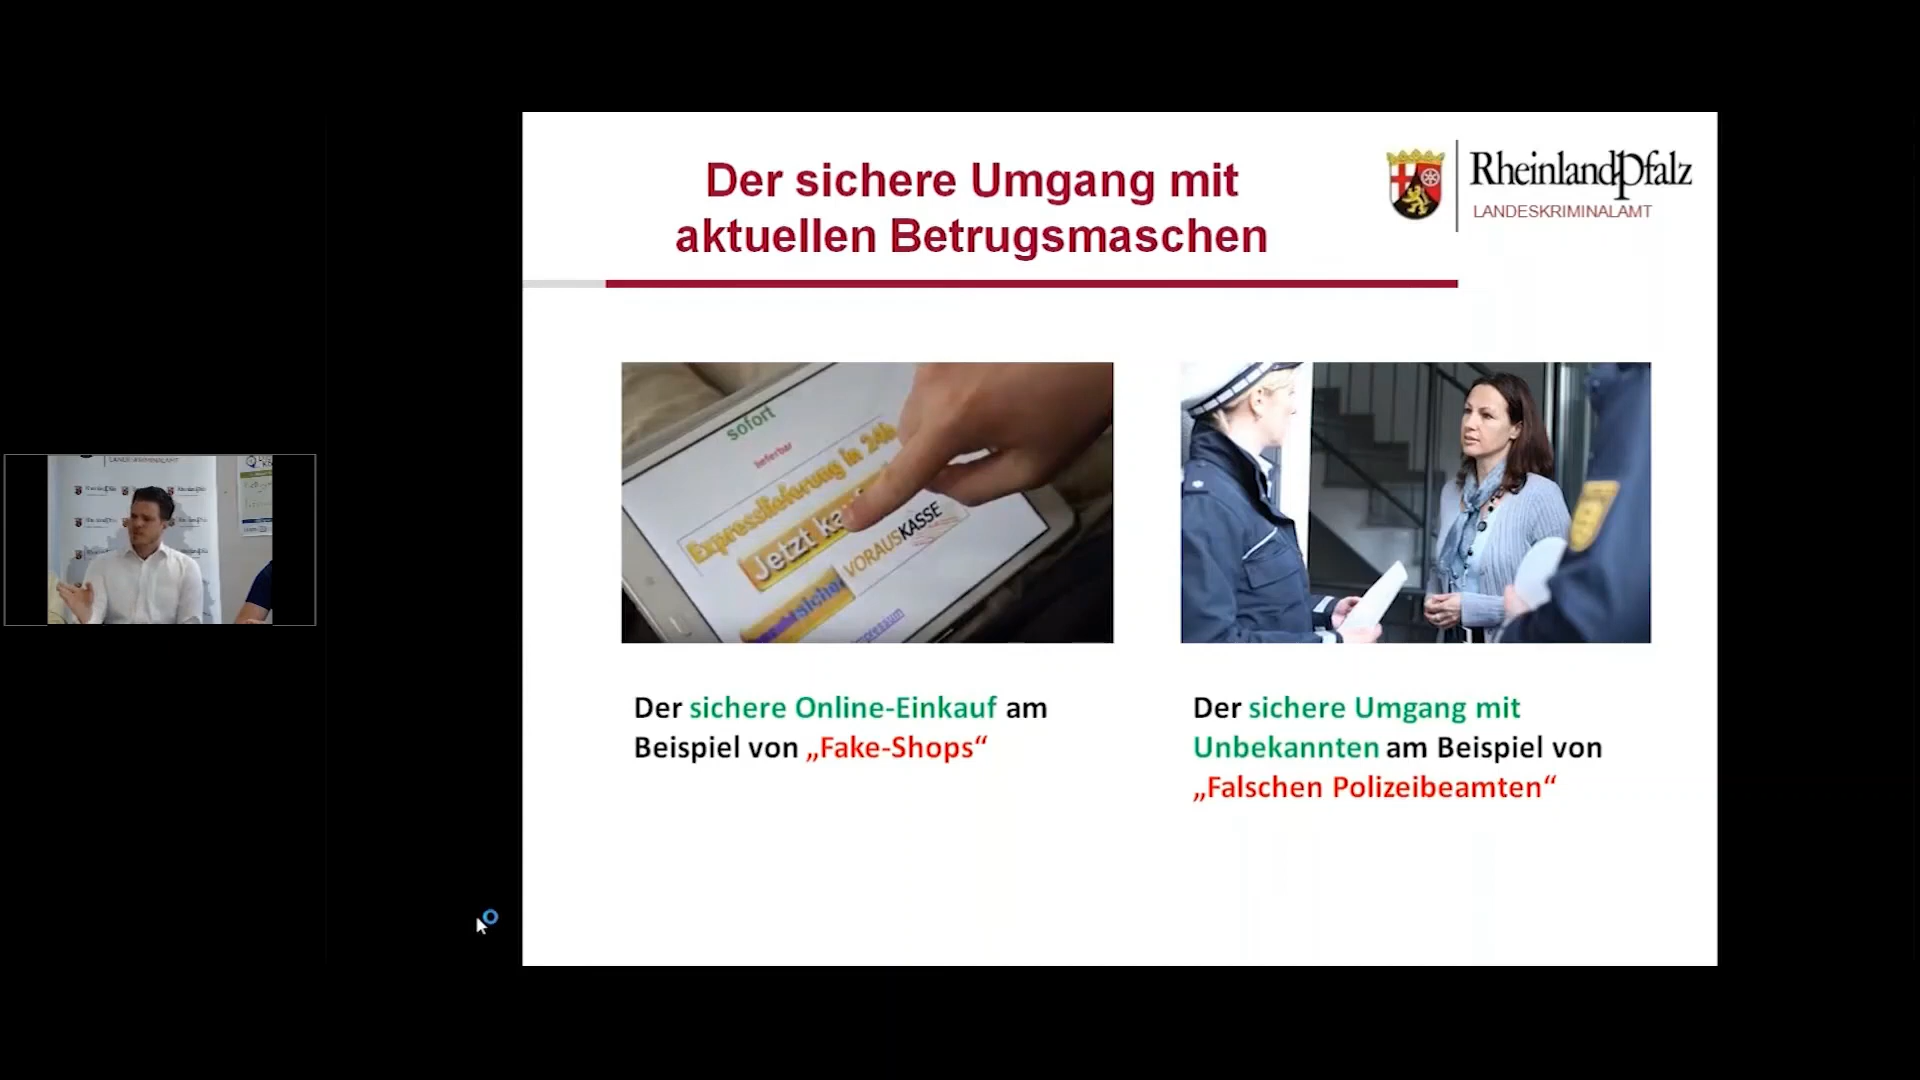 Der sichere Umgang mit
aktuellen Betrugsmaschen
RheinlandPfalz
LANDESKRIMINALAMT
sofort
lieferbar
Expresslieferung in 24h
Jetzt
VORAUSKASSE
Impressum
Der sichere Online-Einkauf am
Beispiel von „Fake-Shops“
Der sichere Umgang mit
Unbekannten am Beispiel von
„Falschen Polizeibeamten“